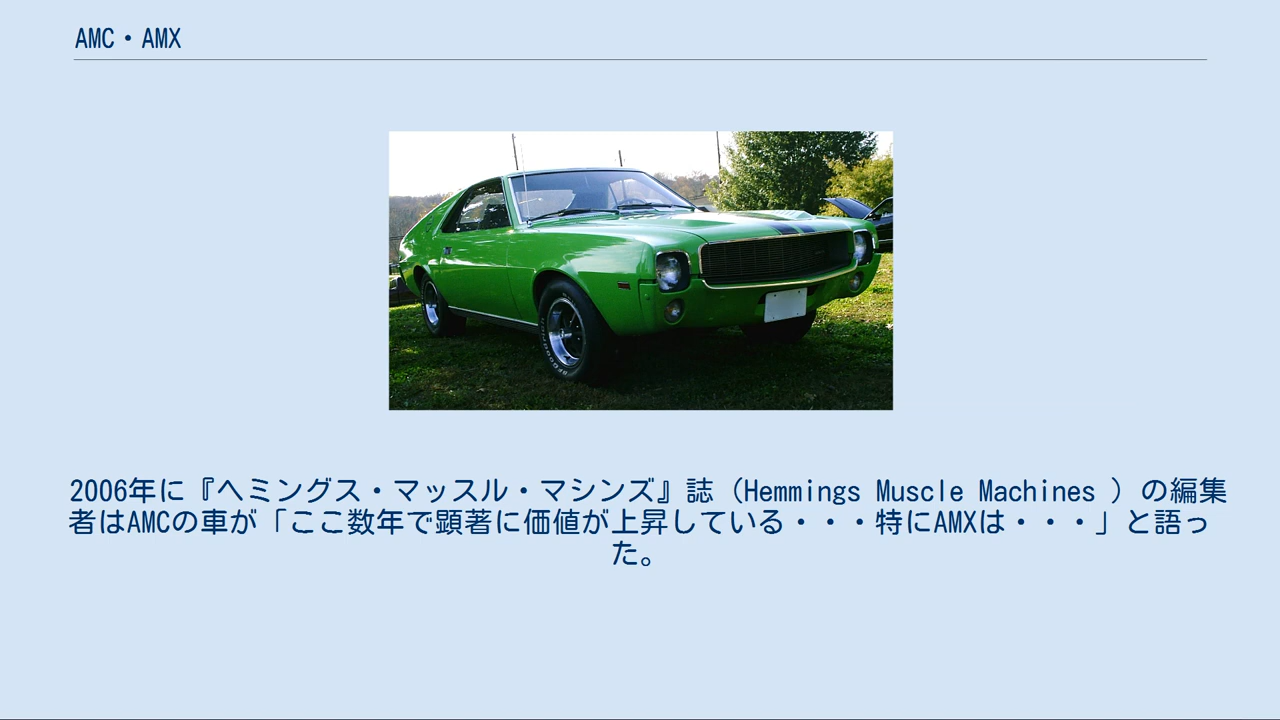 AMC・AMX
2006年に『ヘミングス・マッスル・マシンズ』誌（Hemmings Muscle Machines ）の編集
者はAMCの車が「ここ数年で顕著に価値が上昇している・・・特にAMXは・・・」と語っ
た。